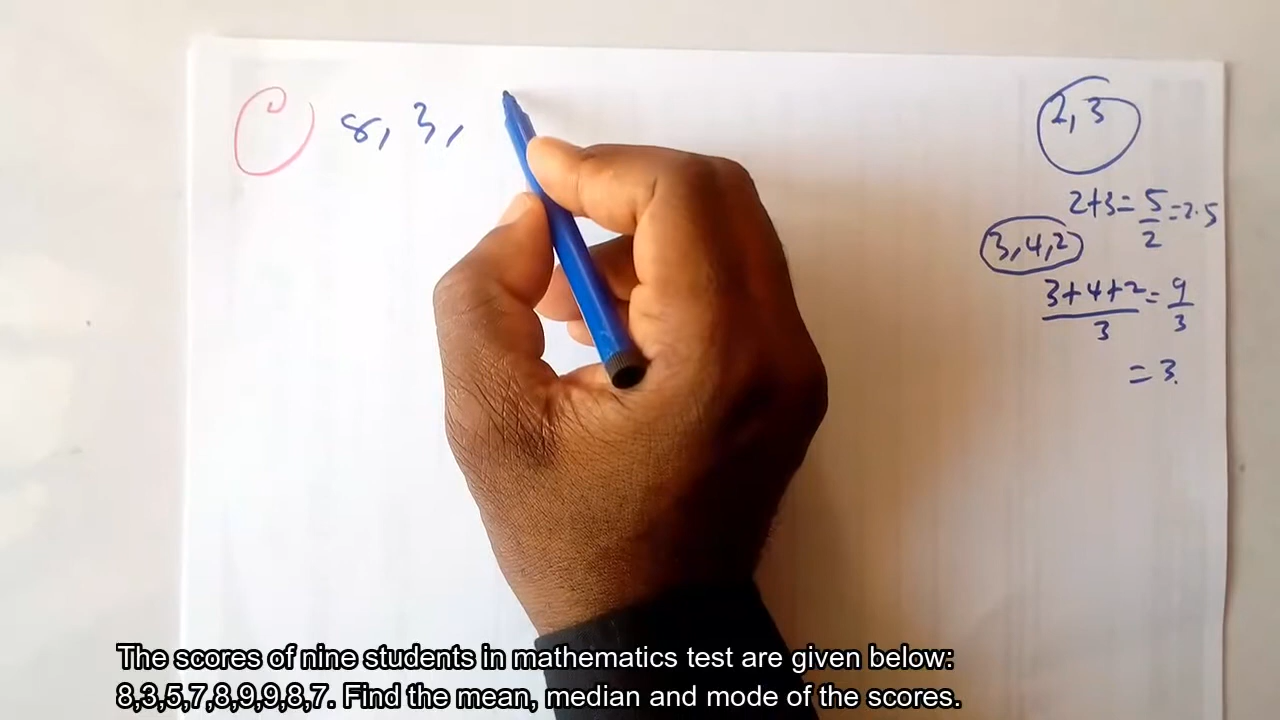 8, 3,
2, 3
2+3= 5/2 =2.5
3,4,2
3+4+2/3 = 9/3
= 3.
The scores of nine students in mathematics test are given below:
8,3,5,7,8,9,9,8,7. Find the mean, median and mode of the scores.